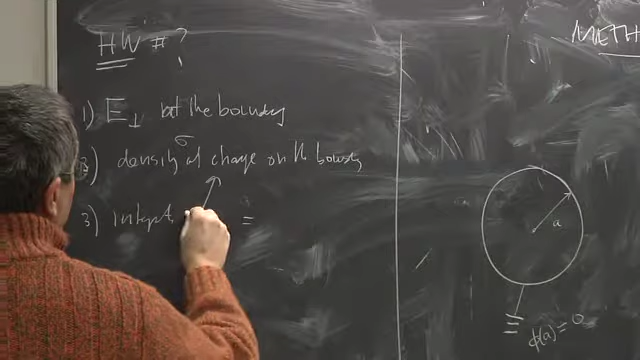 HW #?
1) E⊥ at the boundary
2) density of charge on the boundary
σ
3) integrate
=
METH
a
ϕ(a) = 0